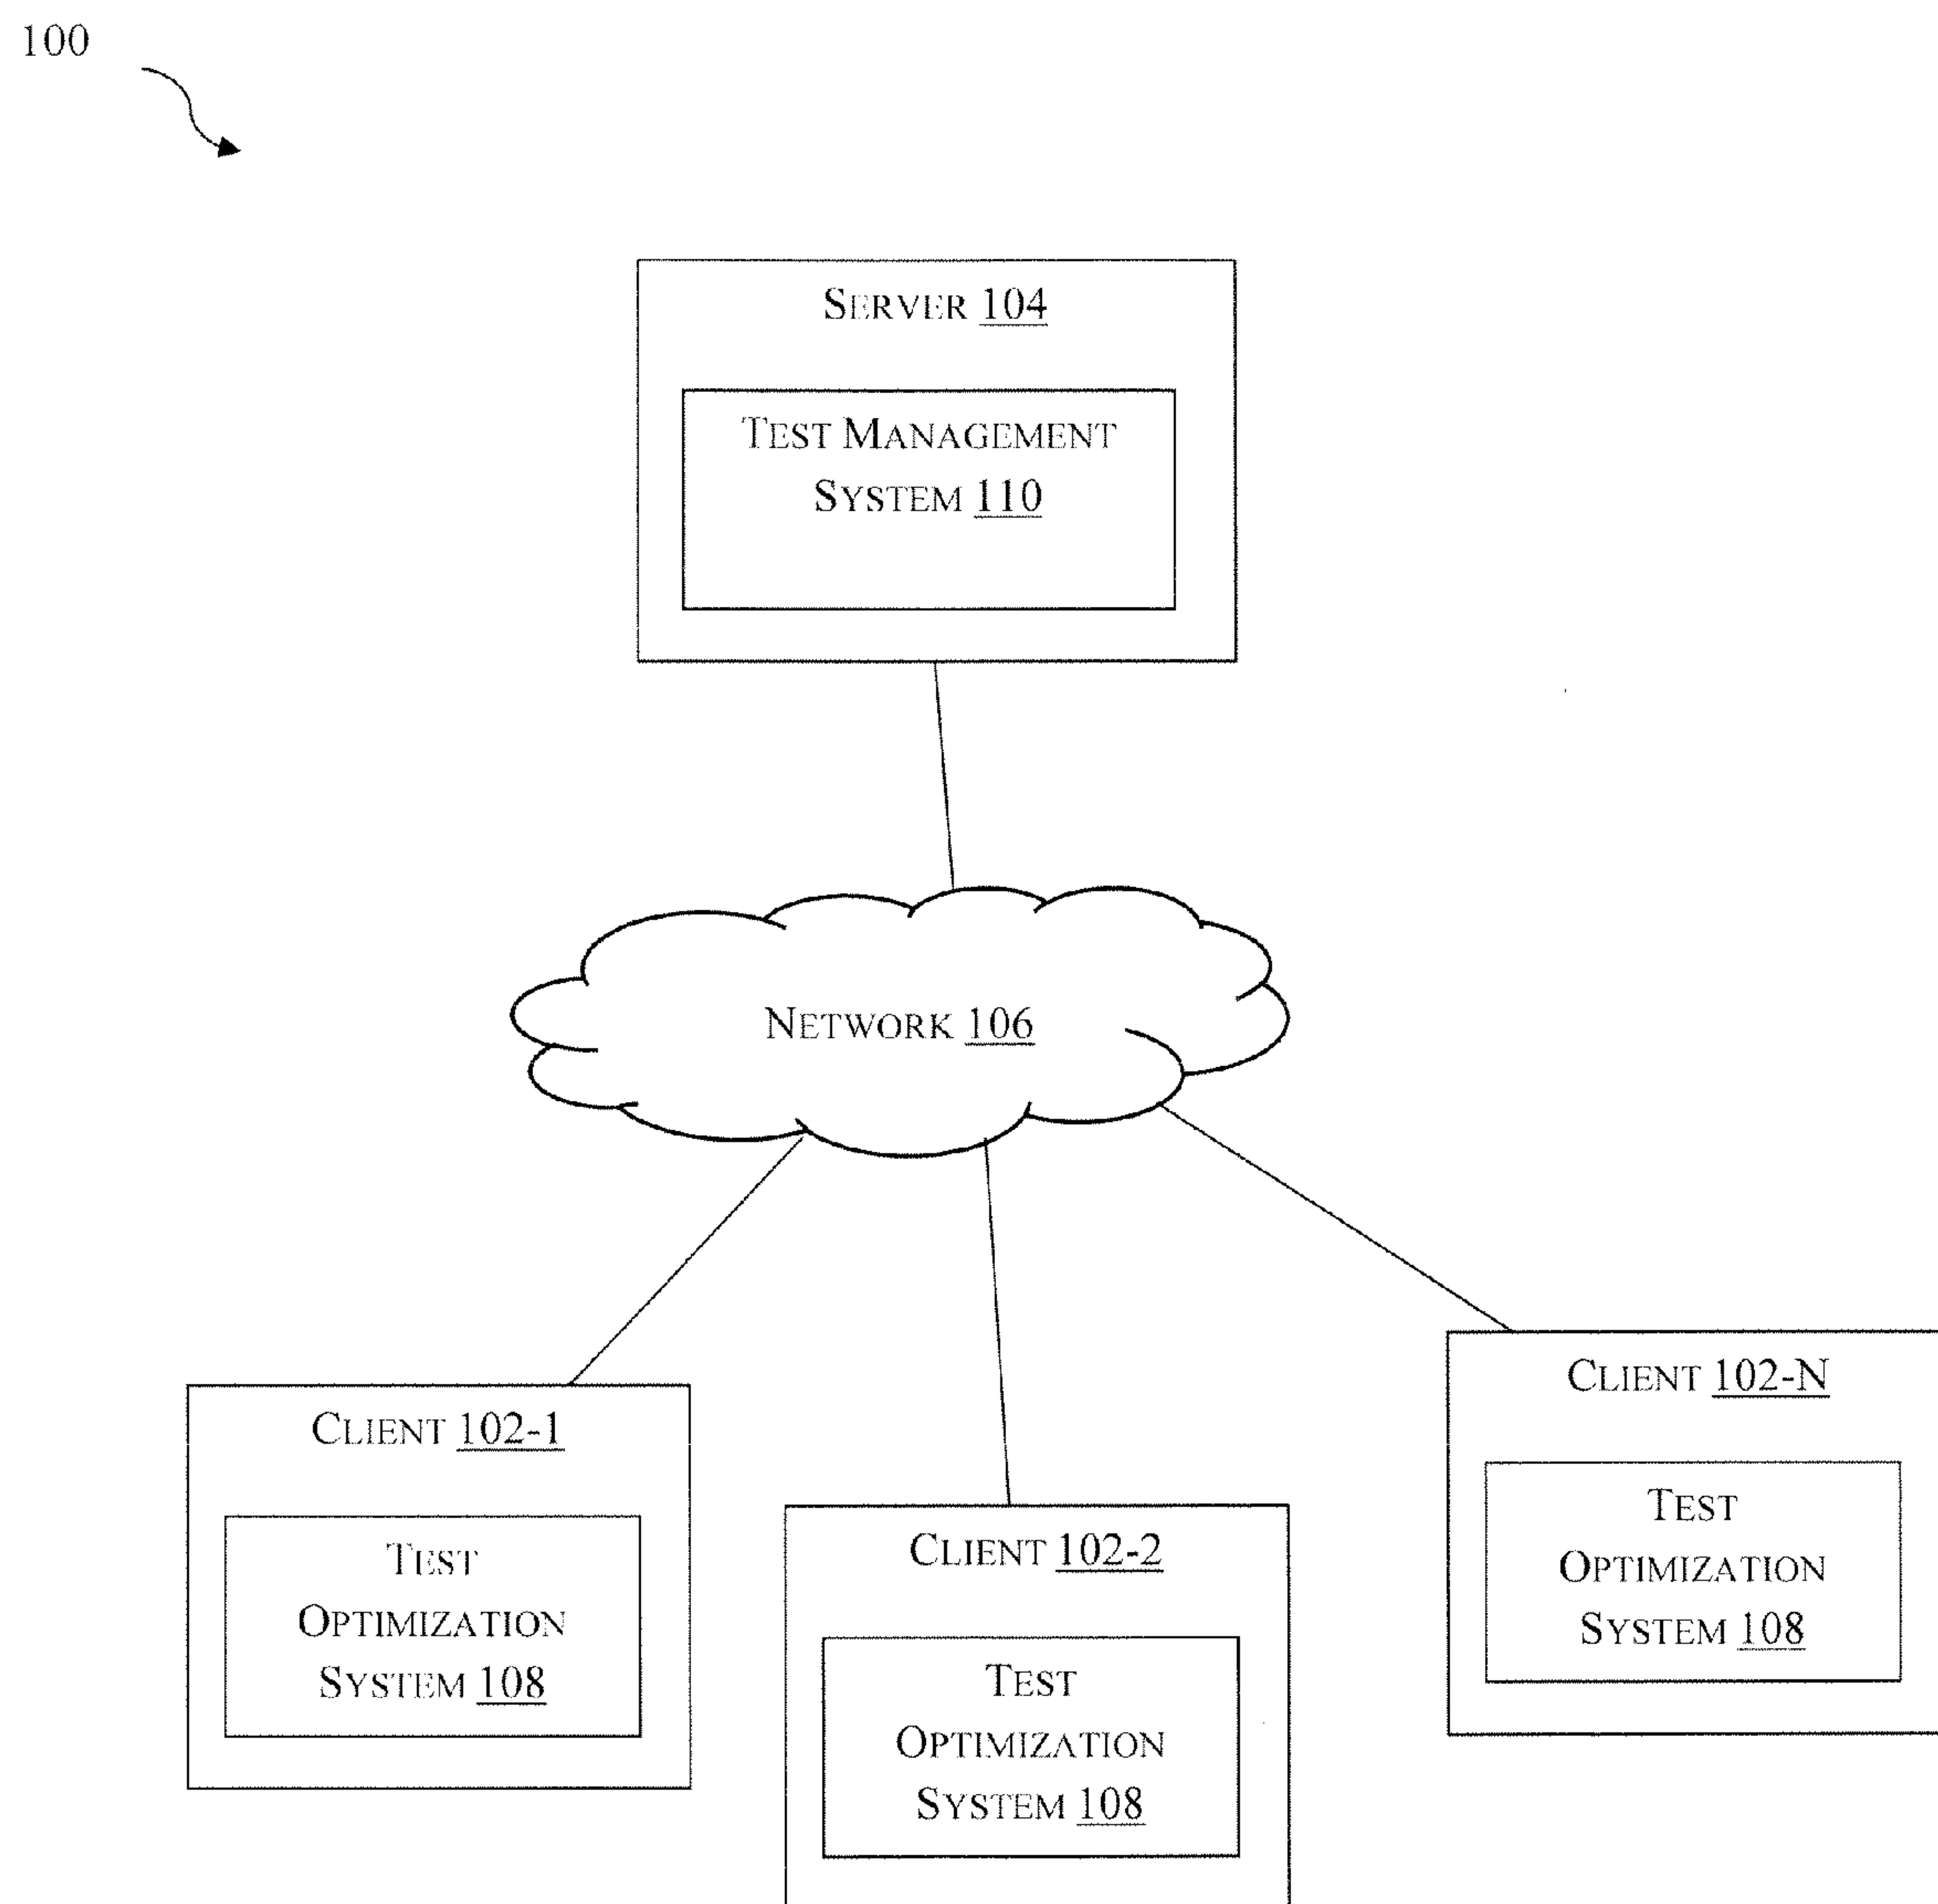 100
SERVER 104
TEST MANAGEMENT
SYSTEM 110
NETWORK 106
CLIENT 102-1
TEST
OPTIMIZATION
SYSTEM 108
CLIENT 102-2
TEST
OPTIMIZATION
SYSTEM 108
CLIENT 102-N
TEST
OPTIMIZATION
SYSTEM 108